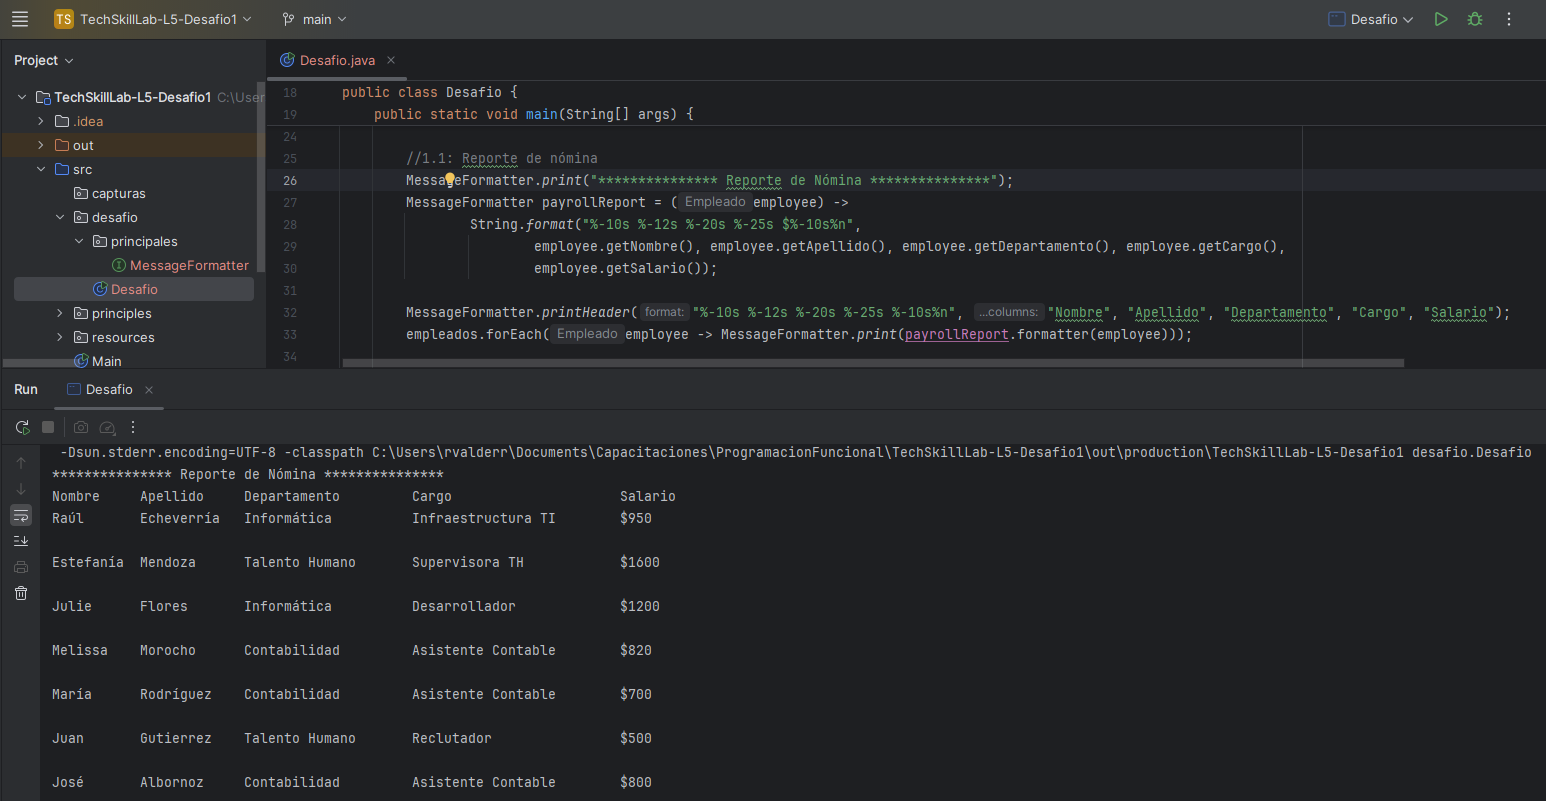 TS TechSkillLab-L5-Desafio1 main Desafio
Project
Desafio.java
TechSkillLab-L5-Desafio1 C:\User
.idea
out
src
capturas
desafio
principales
MessageFormatter
Desafio
principles
resources
Main
18 public class Desafio {
19 public static void main(String[] args) {
24
25 //1.1: Reporte de nómina
26 MessageFormatter.print("*************** Reporte de Nómina ***************");
27 MessageFormatter payrollReport = ( Empleado employee) ->
28 String.format("%-10s %-12s %-20s %-25s $%-10s%n",
29 employee.getNombre(), employee.getApellido(), employee.getDepartamento(), employee.getCargo(),
30 employee.getSalario());
31
32 MessageFormatter.printHeader( format: "%-10s %-12s %-20s %-25s %-10s%n", ...columns: "Nombre", "Apellido", "Departamento", "Cargo", "Salario");
33 empleados.forEach( Empleado employee -> MessageFormatter.print(payrollReport.formatter(employee)));
34
Run Desafio
-Dsun.stderr.encoding=UTF-8 -classpath C:\Users\rvalderr\Documents\Capacitaciones\ProgramacionFuncional\TechSkillLab-L5-Desafio1\out\production\TechSkillLab-L5-Desafio1 desafio.Desafio
*************** Reporte de Nómina ***************
Nombre Apellido Departamento Cargo Salario
Raúl Echeverría Informática Infraestructura TI $950
Estefanía Mendoza Talento Humano Supervisora TH $1600
Julie Flores Informática Desarrollador $1200
Melissa Morocho Contabilidad Asistente Contable $820
María Rodríguez Contabilidad Asistente Contable $700
Juan Gutierrez Talento Humano Reclutador $500
José Albornoz Contabilidad Asistente Contable $800